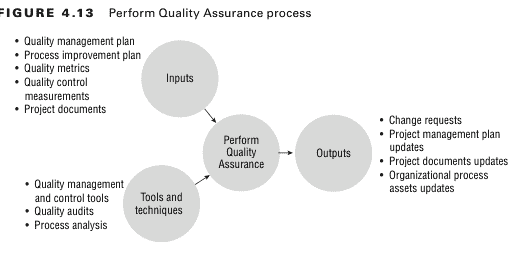 FIGURE 4.13 Perform Quality Assurance process
• Quality management plan
• Process improvement plan
• Quality metrics
• Quality control
measurements
• Project documents
Inputs
Perform
Quality
Assurance
Outputs
• Change requests
• Project management plan
updates
• Project documents updates
• Organizational process
assets updates
• Quality management
and control tools
• Quality audits
• Process analysis
Tools and
techniques